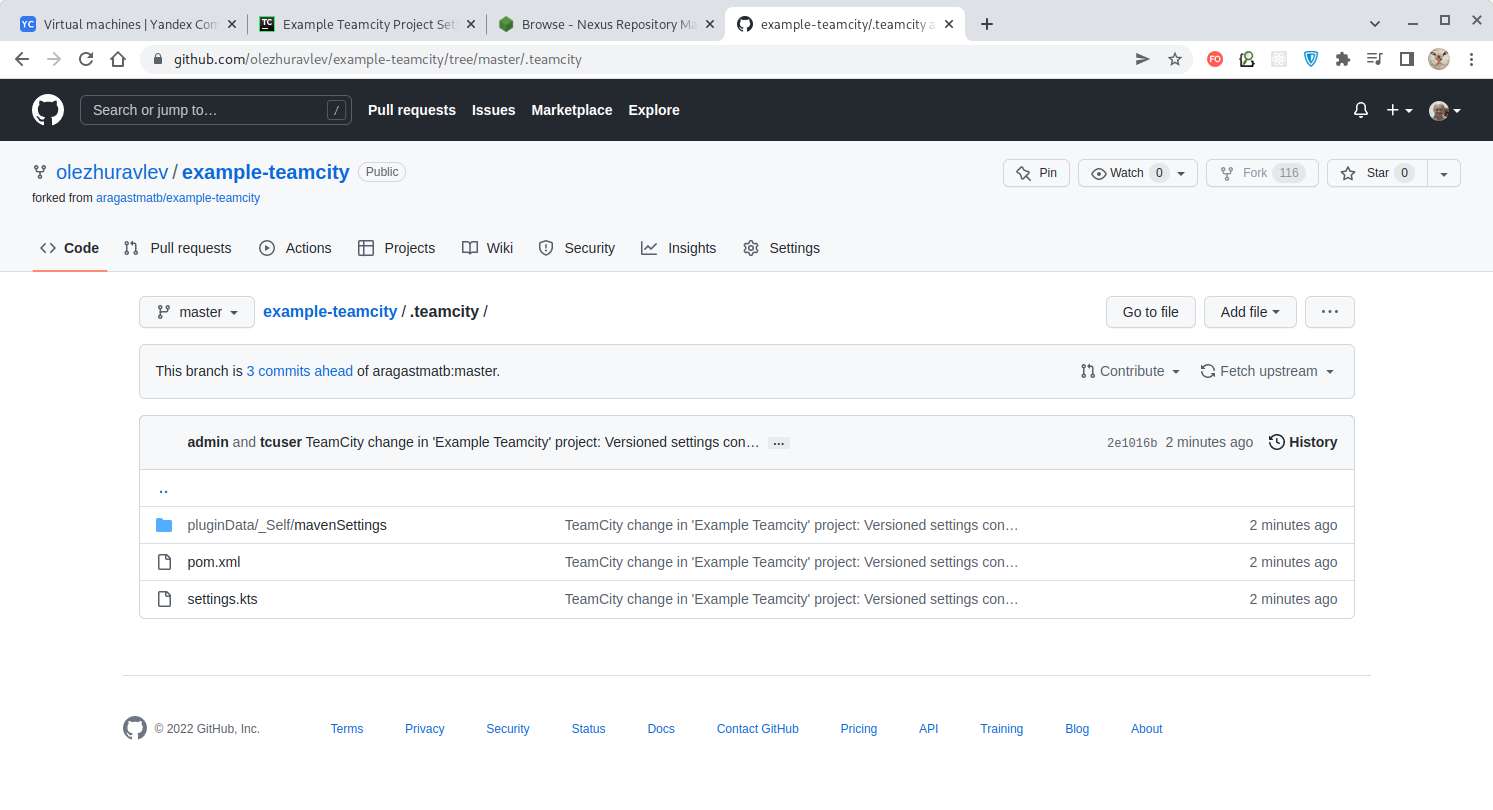 YC Virtual machines | Yandex Com
TC Example Teamcity Project Set
Browse - Nexus Repository Ma
example-teamcity/.teamcity a
github.com/olezhuravlev/example-teamcity/tree/master/.teamcity
FO
Search or jump to… /
Pull requests Issues Marketplace Explore
olezhuravlev / example-teamcity Public
Pin Watch 0 Fork 116 Star 0
forked from aragastmatb/example-teamcity
Code Pull requests Actions Projects Wiki Security Insights Settings
master example-teamcity / .teamcity / Go to file Add file ...
This branch is 3 commits ahead of aragastmatb:master. Contribute Fetch upstream
admin and tcuser TeamCity change in 'Example Teamcity' project: Versioned settings con… … 2e1016b 2 minutes ago History
..
pluginData/_Self/mavenSettings TeamCity change in 'Example Teamcity' project: Versioned settings con… 2 minutes ago
pom.xml TeamCity change in 'Example Teamcity' project: Versioned settings con… 2 minutes ago
settings.kts TeamCity change in 'Example Teamcity' project: Versioned settings con… 2 minutes ago
© 2022 GitHub, Inc. Terms Privacy Security Status Docs Contact GitHub Pricing API Training Blog About